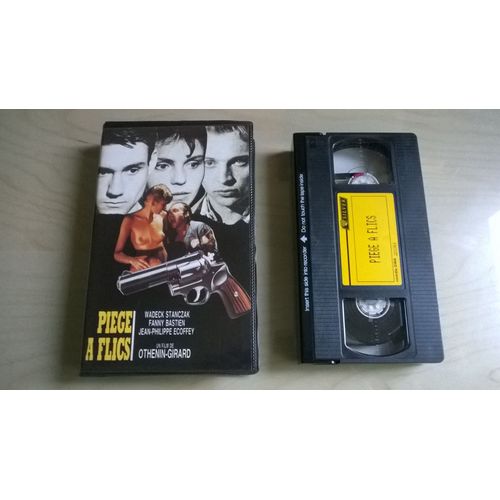 WADECK STANCZAK
FANNY BASTIEN
JEAN-PHILIPPE ECOFFEY
PIEGE
A FLICS
UN FILM DE
OTHENIN-GIRARD
Insert this side into recorder
Do not touch the tape inside
PIEGE A FLICS